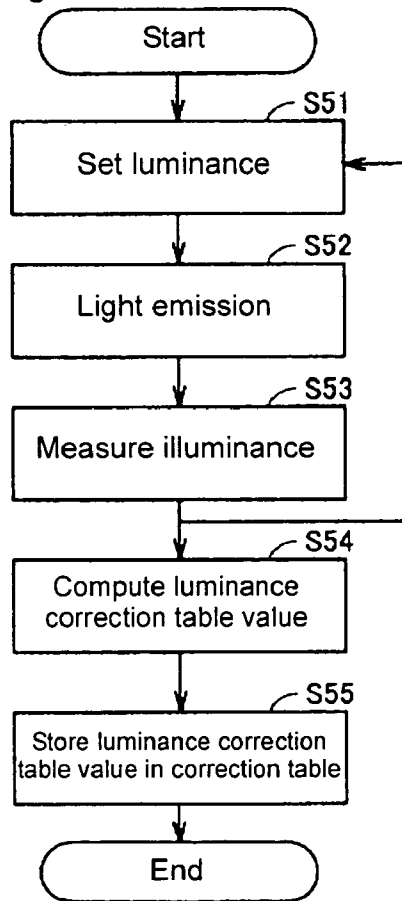 Start
S51
Set luminance
S52
Light emission
S53
Measure illuminance
S54
Compute luminance
correction table value
S55
Store luminance correction
table value in correction table
End